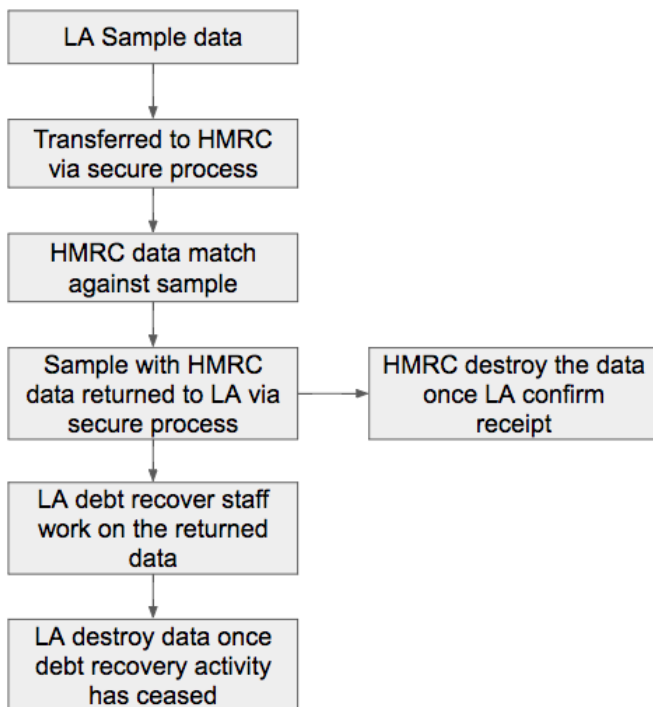 LA Sample data
Transferred to HMRC
via secure process
HMRC data match
against sample
Sample with HMRC
data returned to LA via
secure process
HMRC destroy the data
once LA confirm
receipt
LA debt recover staff
work on the returned
data
LA destroy data once
debt recovery activity
has ceased